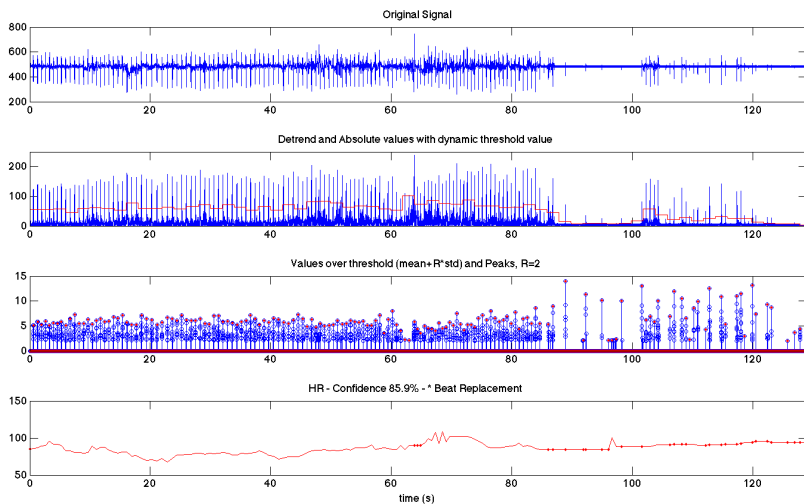 Original Signal
800
600
400
200
0 20 40 60 80 100 120
Detrend and Absolute values with dynamic threshold value
200
100
0
0 20 40 60 80 100 120
Values over threshold (mean+R*std) and Peaks, R=2
15
10
5
0
0 20 40 60 80 100 120
HR - Confidence 85.9% - * Beat Replacement
150
100
50
0 20 40 60 80 100 120
time (s)